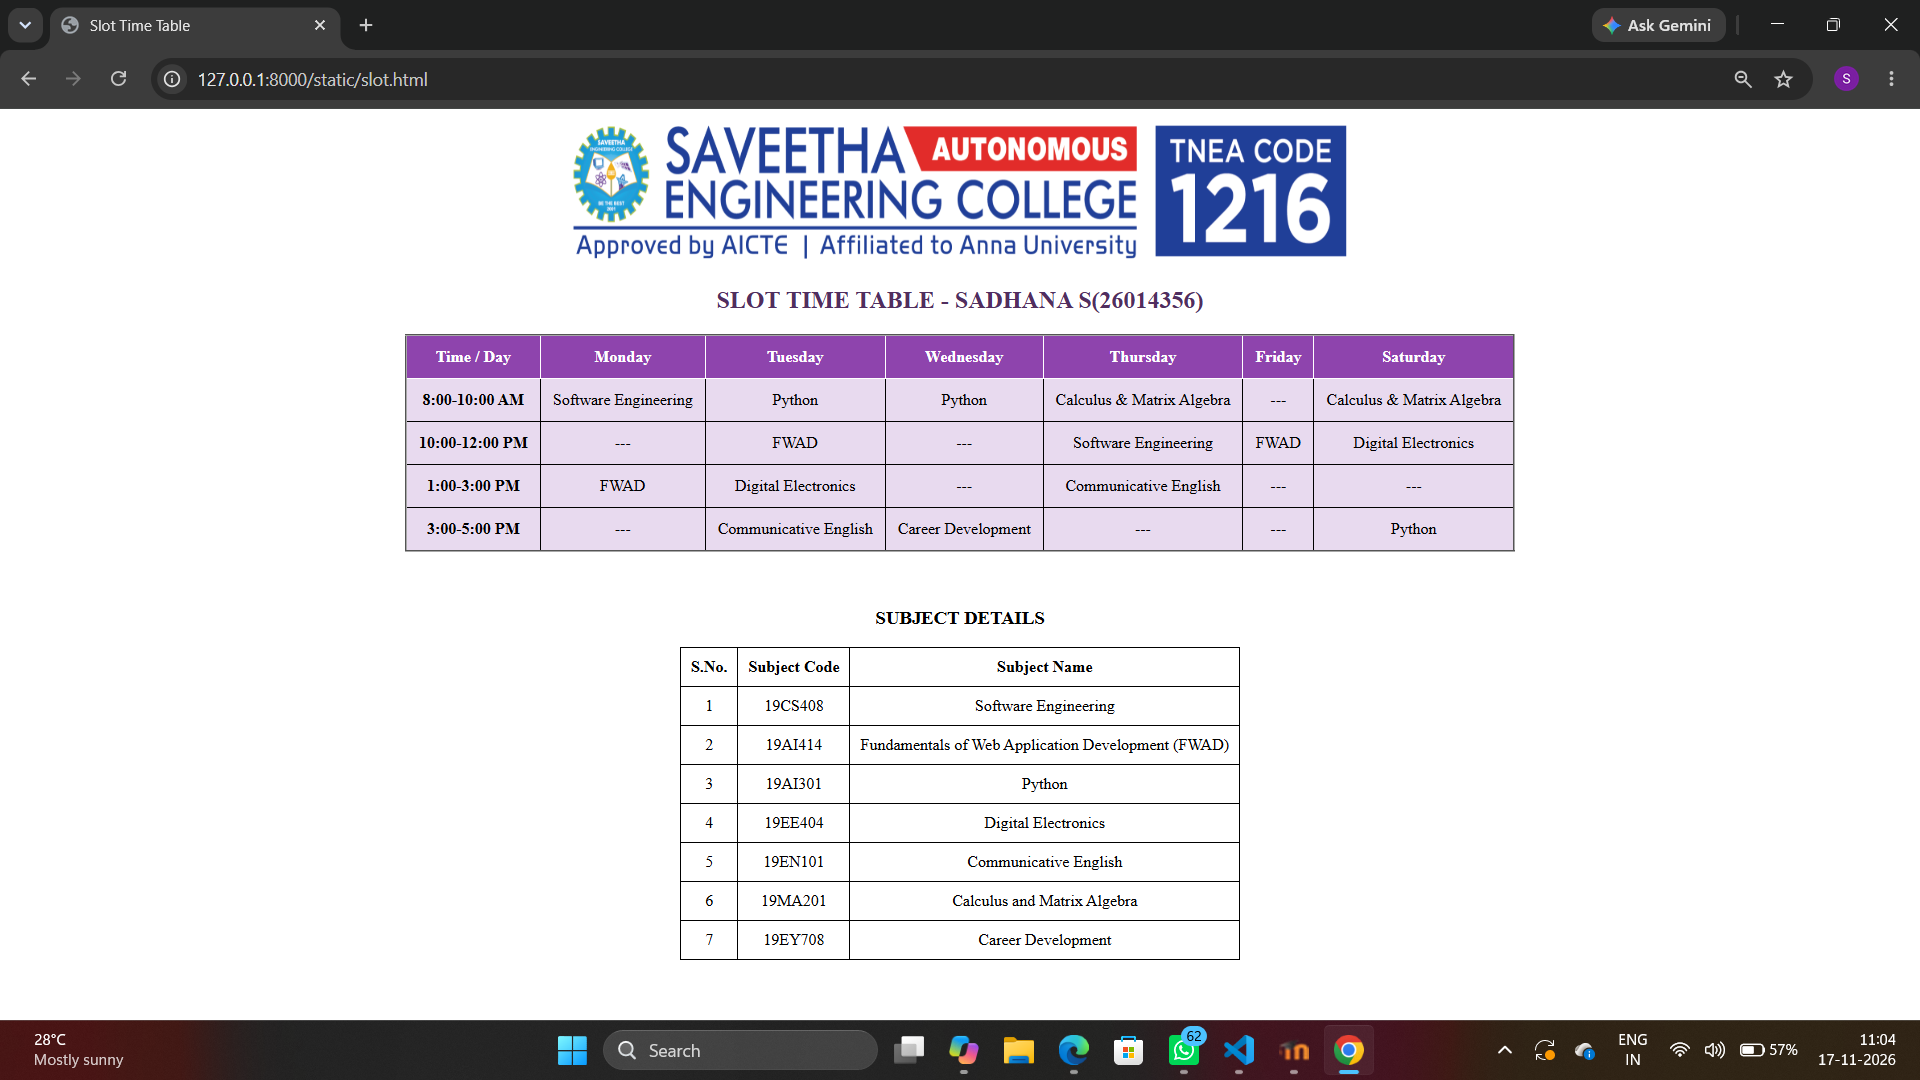 Slot Time Table
Ask Gemini
127.0.0.1:8000/static/slot.html
S
SAVEETHA
ENGINEERING COLLEGE
BE THE BEST
2001
SAVEETHA AUTONOMOUS
ENGINEERING COLLEGE
Approved by AICTE | Affiliated to Anna University
TNEA CODE
1216
SLOT TIME TABLE - SADHANA S(26014356)
Time / Day Monday Tuesday Wednesday Thursday Friday Saturday
8:00-10:00 AM Software Engineering Python Python Calculus & Matrix Algebra --- Calculus & Matrix Algebra
10:00-12:00 PM --- FWAD --- Software Engineering FWAD Digital Electronics
1:00-3:00 PM FWAD Digital Electronics --- Communicative English --- ---
3:00-5:00 PM --- Communicative English Career Development --- --- Python
SUBJECT DETAILS
S.No. Subject Code Subject Name
1 19CS408 Software Engineering
2 19AI414 Fundamentals of Web Application Development (FWAD)
3 19AI301 Python
4 19EE404 Digital Electronics
5 19EN101 Communicative English
6 19MA201 Calculus and Matrix Algebra
7 19EY708 Career Development
28°C
Mostly sunny
Search
62
ENG
IN
57%
11:04
17-11-2026